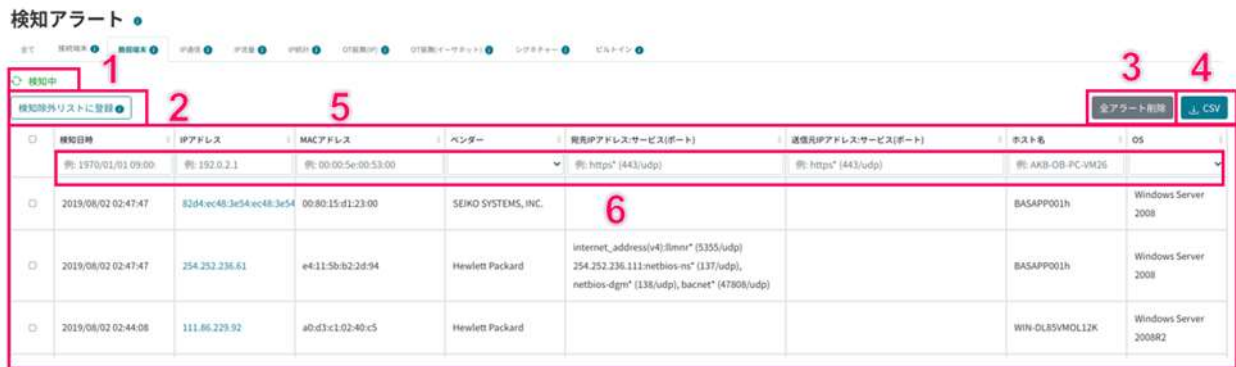 検知アラート
全て 接続端末 脆弱端末 IP通信 IP流量 IP統計 OT振舞(IP) OT振舞(イーサネット) シグネチャー ビルトイン
検知中
1
検知除外リストに登録
2
5
3
4
全アラート削除
CSV
検知日時 IPアドレス MACアドレス ベンダー 宛先IPアドレス:サービス(ポート) 送信元IPアドレス:サービス(ポート) ホスト名 OS
例: 1970/01/01 09:00: 例: 192.0.2.1 例: 00:00:5e:00:53:00 例: https* (443/udp) 例: https* (443/udp) 例: AKB-OB-PC-VM26
6
2019/08/02 02:47:47 82d4:ec48:3e54:ec48:3e54 00:80:15:d1:23:00 SEIKO SYSTEMS, INC. BASAPP001h Windows Server
2008
internet_address(v4):llmnr* (5355/udp)
2019/08/02 02:47:47 254.252.236.61 e4:11:5b:b2:2d:94 Hewlett Packard 254.252.236.111:netbios-ns* (137/udp), BASAPP001h Windows Server
netbios-dgm* (138/udp), bacnet* (47808/udp) 2008
2019/08/02 02:44:08 111.86.229.92 a0:d3:c1:02:40:c5 Hewlett Packard WIN-DL85VMOL12K Windows Server
2008R2